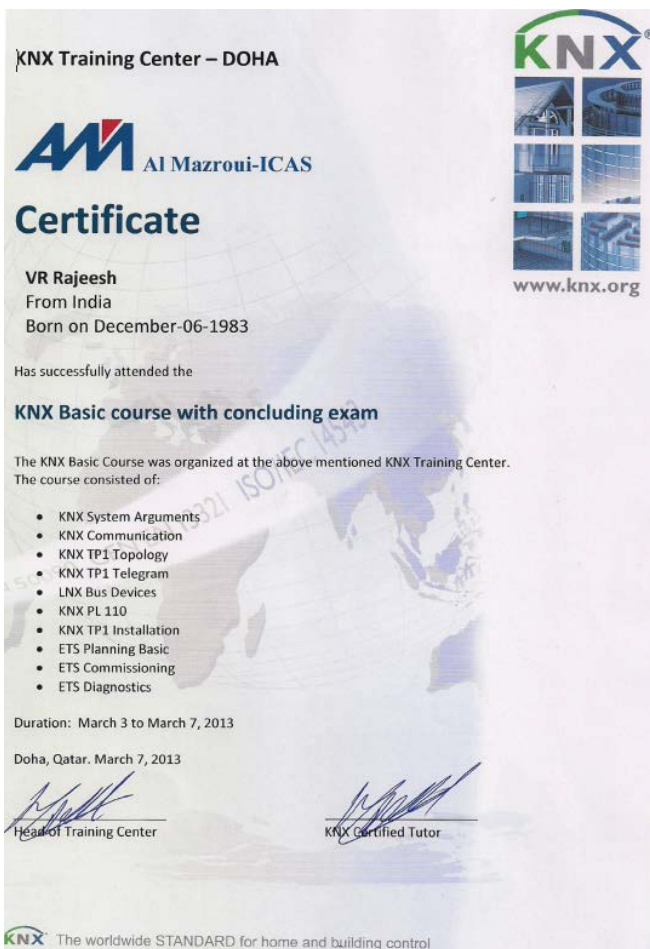 KNX Training Center – DOHA
KNX®
AMI Al Mazroui-ICAS
Certificate
www.knx.org
VR Rajeesh
From India
Born on December-06-1983
Has successfully attended the
KNX Basic course with concluding exam
The KNX Basic Course was organized at the above mentioned KNX Training Center.
The course consisted of:
• KNX System Arguments
• KNX Communication
• KNX TP1 Topology
• KNX TP1 Telegram
• LNX Bus Devices
• KNX PL 110
• KNX TP1 Installation
• ETS Planning Basic
• ETS Commissioning
• ETS Diagnostics
ISO/IEC 14543
Duration: March 3 to March 7, 2013
Doha, Qatar. March 7, 2013
Head of Training Center
KNX Certified Tutor
KNX The worldwide STANDARD for home and building control